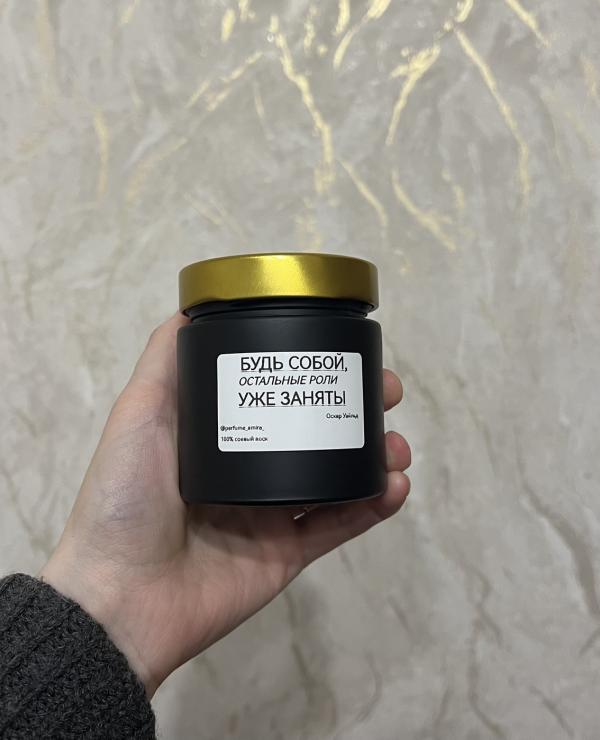 БУДЬ СОБОЙ,
ОСТАЛЬНЫЕ РОЛИ
УЖЕ ЗАНЯТЫ
Оскар Уайльд
@perfume_amira_
100% соевый воск